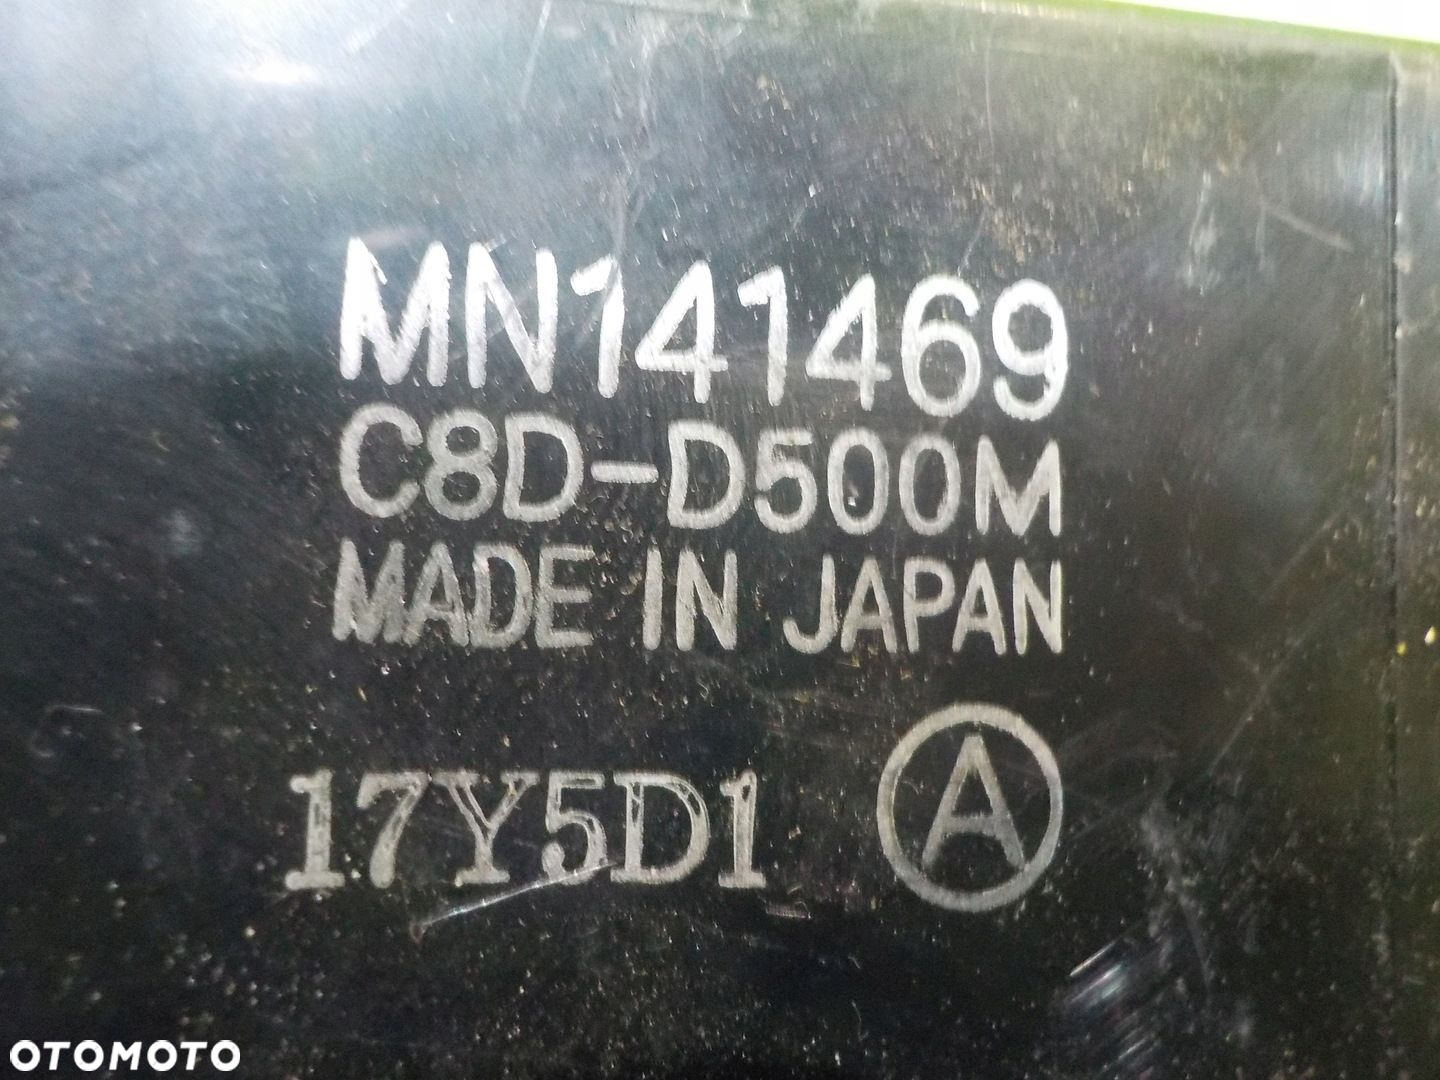 MN141469
C8D-D500M
MADE IN JAPAN
17Y5D1 A
OTOMOTO